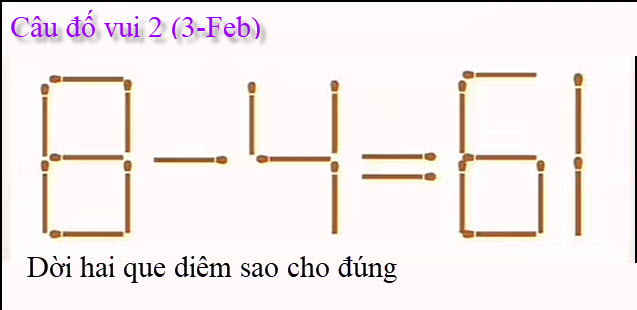 Câu đố vui 2 (3-Feb)
8-4=61
Dời hai que diêm sao cho đúng